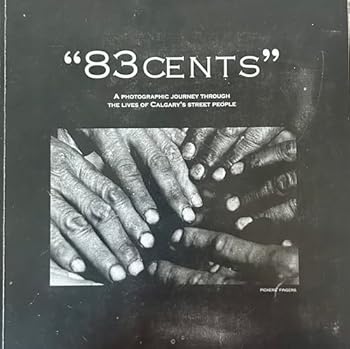 “83 CENTS”
A PHOTOGRAPHIC JOURNEY THROUGH
THE LIVES OF CALGARY'S STREET PEOPLE
PICKERS' FINGERS